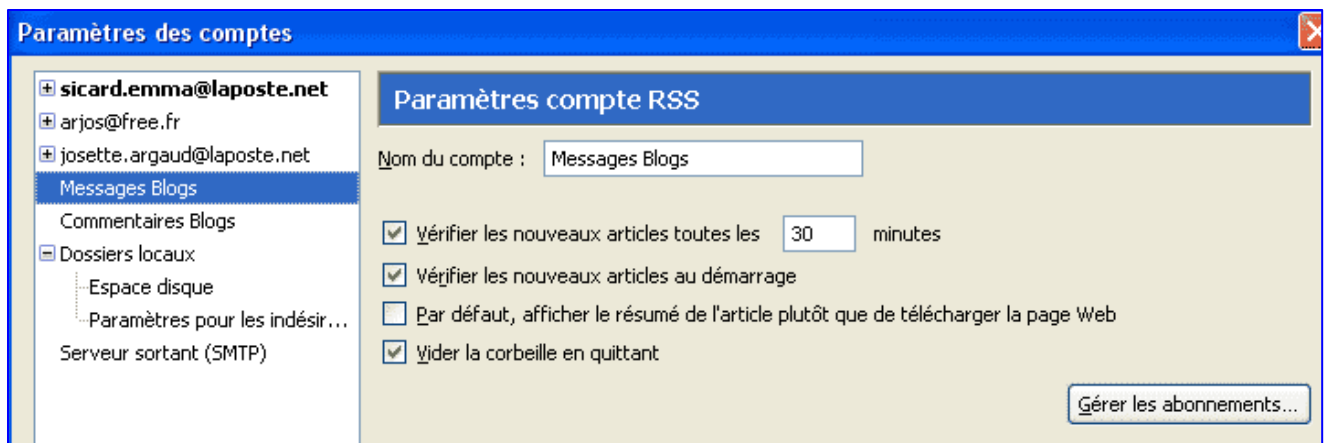 Paramètres des comptes
sicard.emma@laposte.net
arjos@free.fr
josette.argaud@laposte.net
Messages Blogs
Commentaires Blogs
Dossiers locaux
Espace disque
Paramètres pour les indésir...
Serveur sortant (SMTP)
Paramètres compte RSS
Nom du compte : Messages Blogs
Vérifier les nouveaux articles toutes les 30 minutes
Vérifier les nouveaux articles au démarrage
Par défaut, afficher le résumé de l'article plutôt que de télécharger la page Web
Vider la corbeille en quittant
Gérer les abonnements...